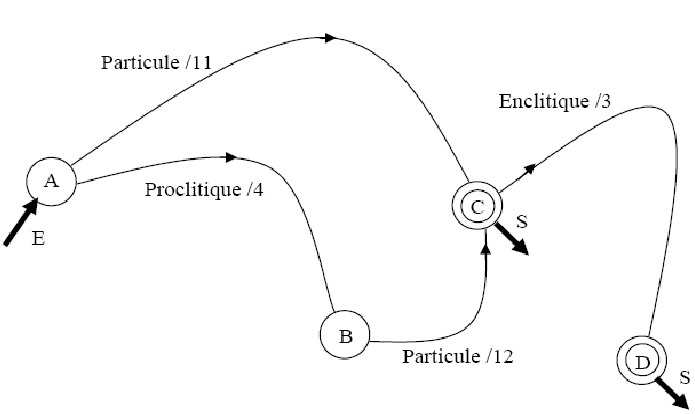 Particule /11
Enclitique /3
A
Proclitique /4
C
S
E
B
Particule /12
D
S